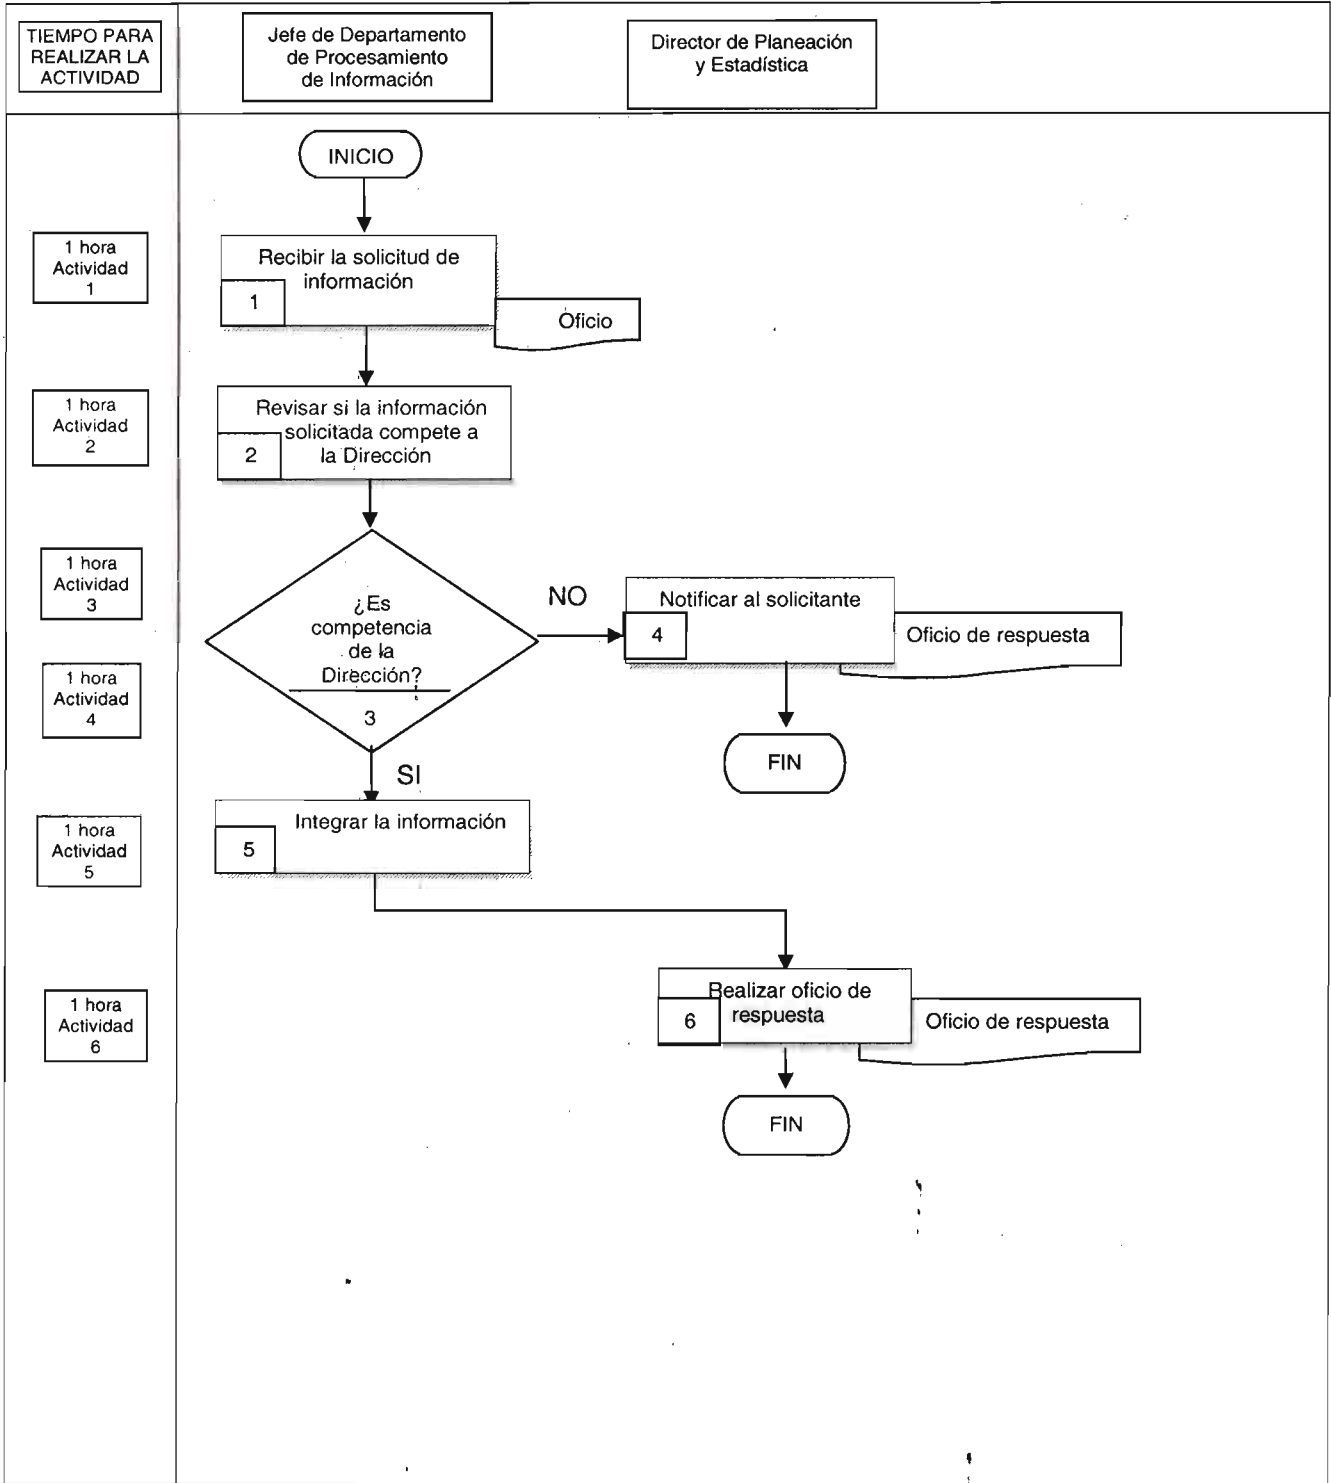 TIEMPO PARA
REALIZAR LA
ACTIVIDAD
Jefe de Departamento
de Procesamiento
de Información
Director de Planeación
y Estadística
INICIO
1 hora
Actividad
1
Recibir la solicitud de
información
1
Oficio
1 hora
Actividad
2
Revisar si la información
solicitada compete a
la Dirección
2
1 hora
Actividad
3
¿Es
competencia
de la
Dirección?
3
NO
Notificar al solicitante
4
Oficio de respuesta
1 hora
Actividad
4
FIN
SI
1 hora
Actividad
5
Integrar la información
5
1 hora
Actividad
6
Realizar oficio de
respuesta
6
Oficio de respuesta
FIN